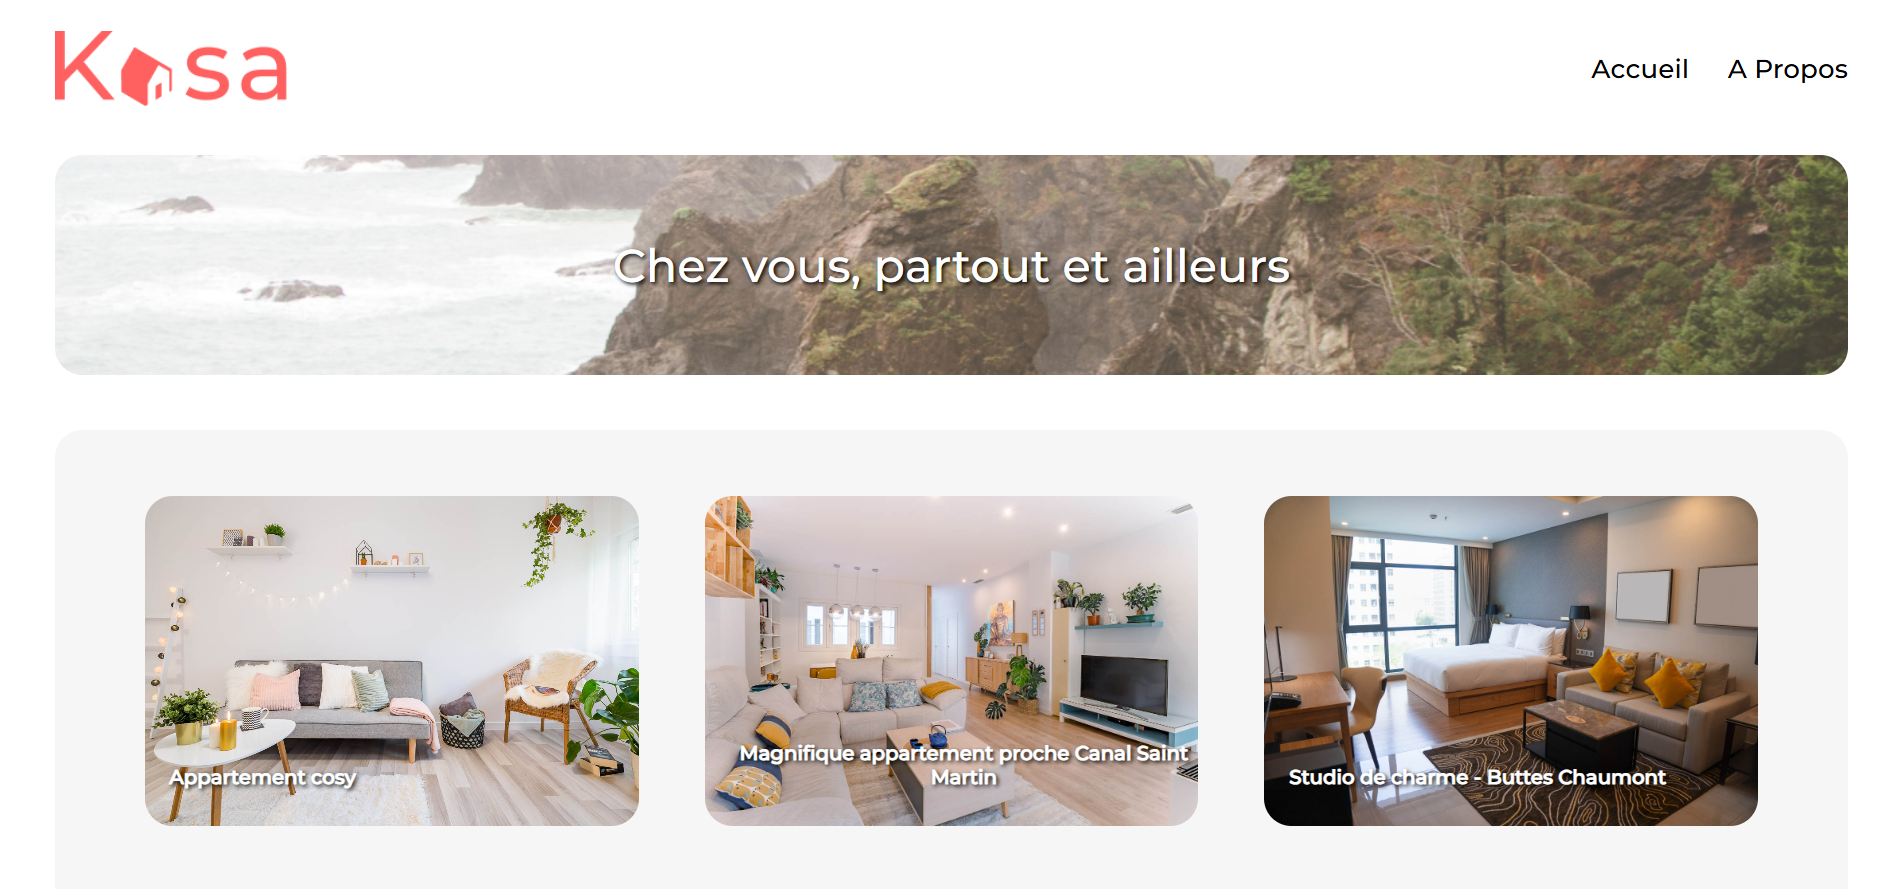 Kasa
Accueil
A Propos
Chez vous, partout et ailleurs
Appartement cosy
Magnifique appartement proche Canal Saint
Martin
Studio de charme - Buttes Chaumont